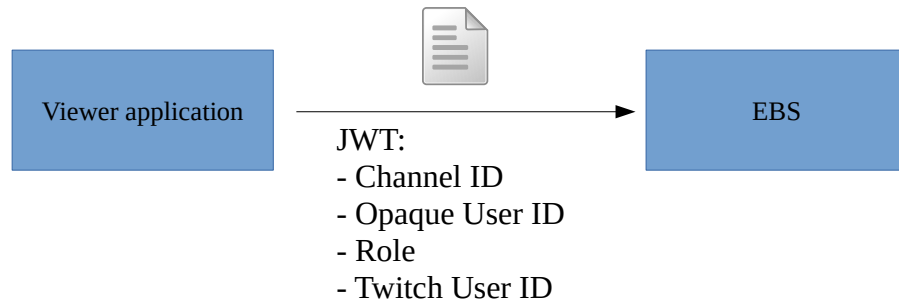 Viewer application
EBS
JWT:
- Channel ID
- Opaque User ID
- Role
- Twitch User ID